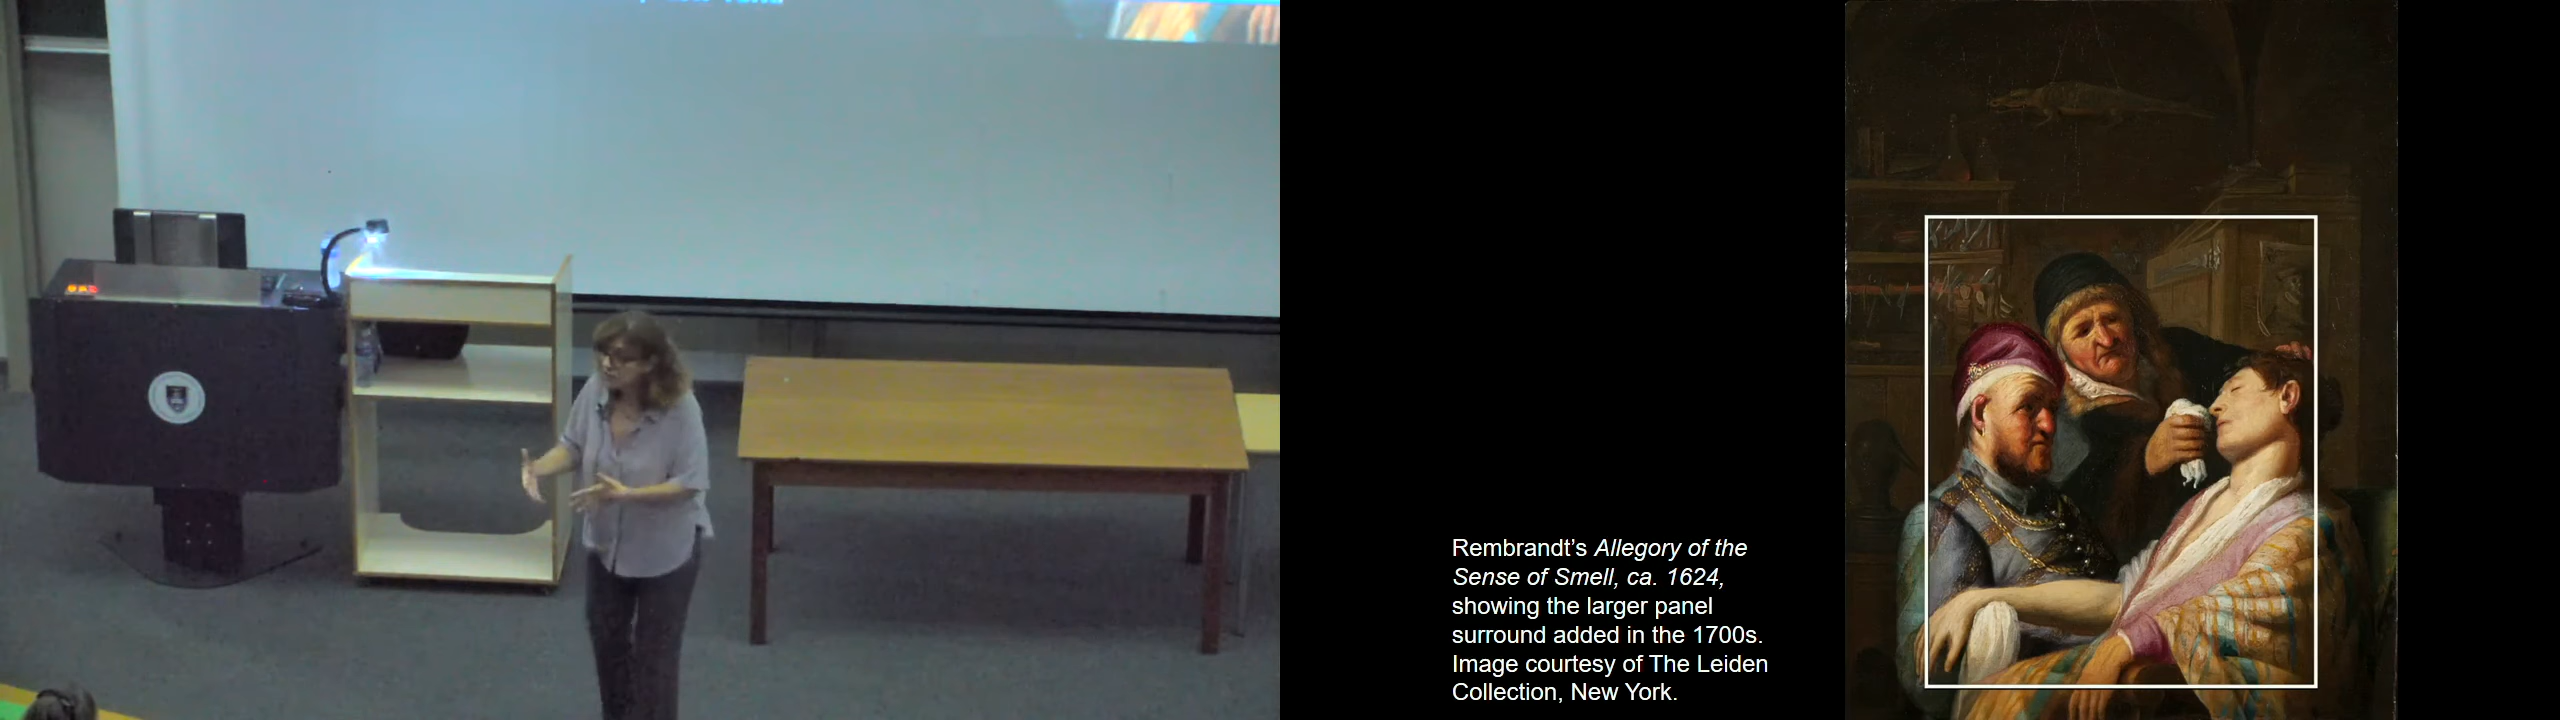 Rembrandt’s Allegory of the
Sense of Smell, ca. 1624,
showing the larger panel
surround added in the 1700s.
Image courtesy of The Leiden
Collection, New York.